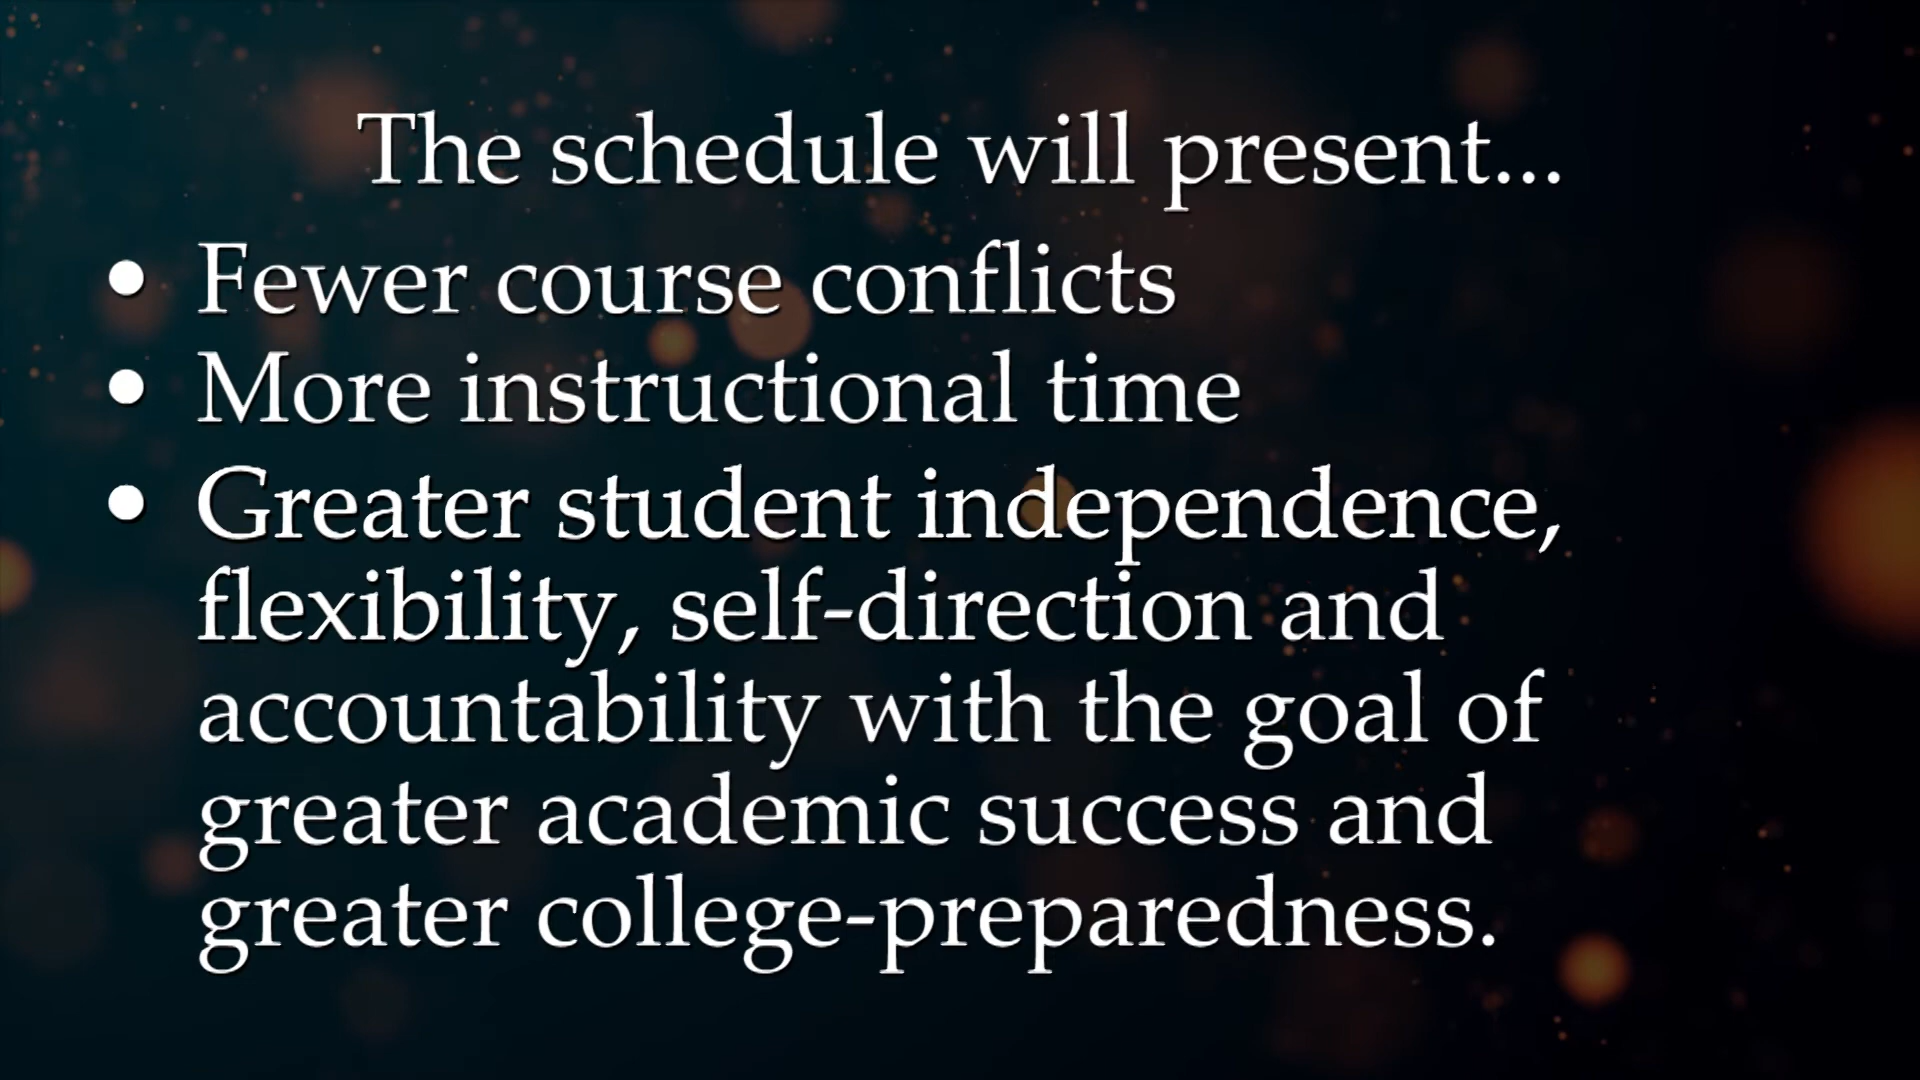 The schedule will present...
• Fewer course conflicts
• More instructional time
• Greater student independence,
flexibility, self-direction and
accountability with the goal of
greater academic success and
greater college-preparedness.